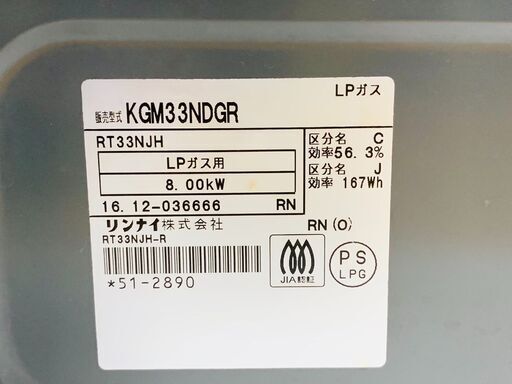 LPガス
販売型式 KGM33NDGR
RT33NJH
LPガス用
8.00kW
16.12-036666 RN
区分名 C
効率56.3%
区分名 J
効率 167Wh
リンナイ株式会社 RN(O)
RT33NJH-R
*51-2890
JIA認証
PS
LPG